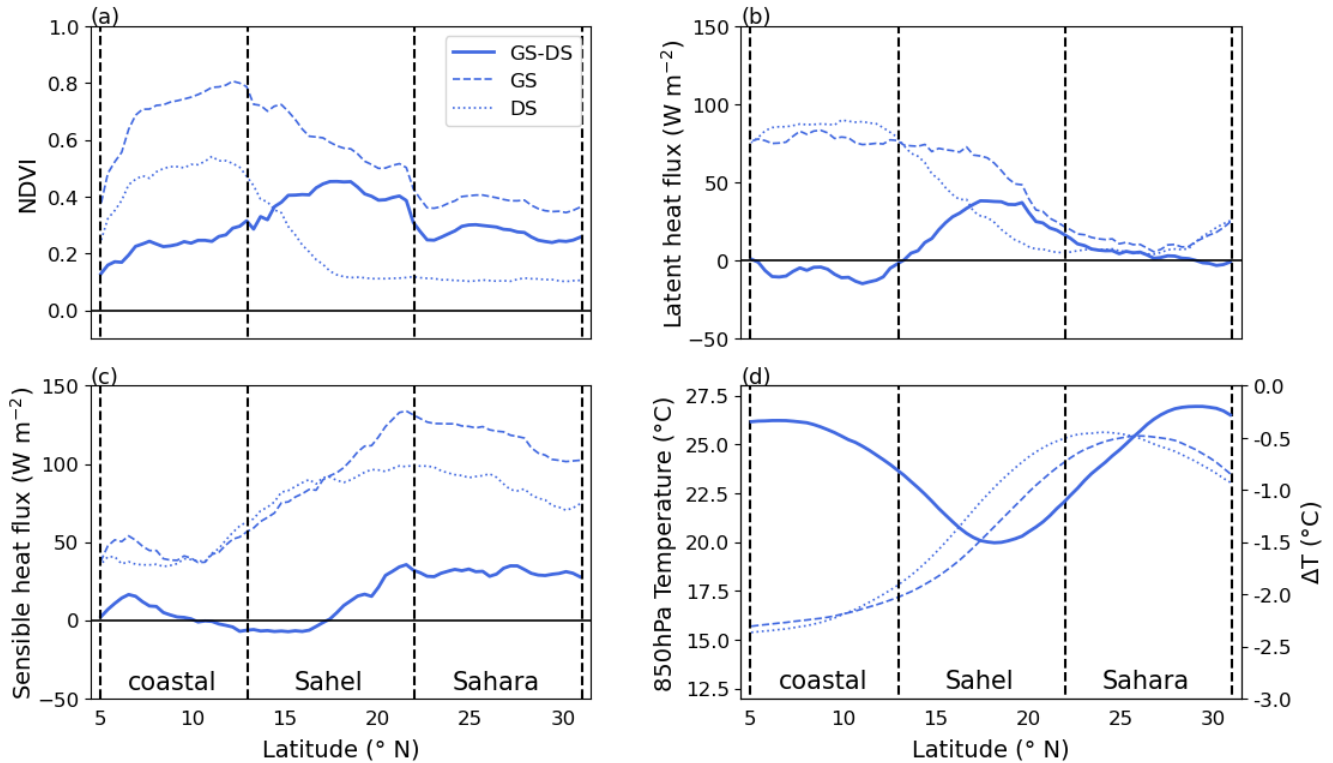 (a)
1.0
0.8
0.6
0.4
0.2
0.0
NDVI
GS-DS
GS
DS
(b)
150
100
50
0
−50
Latent heat flux (W m⁻²)
(c)
150
100
50
0
−50
Sensible heat flux (W m⁻²)
coastal Sahel Sahara
5 10 15 20 25 30
Latitude (° N)
(d)
27.5
25.0
22.5
20.0
17.5
15.0
12.5
850hPa Temperature (°C)
0.0
-0.5
-1.0
-1.5
-2.0
-2.5
-3.0
ΔT (°C)
coastal Sahel Sahara
5 10 15 20 25 30
Latitude (° N)